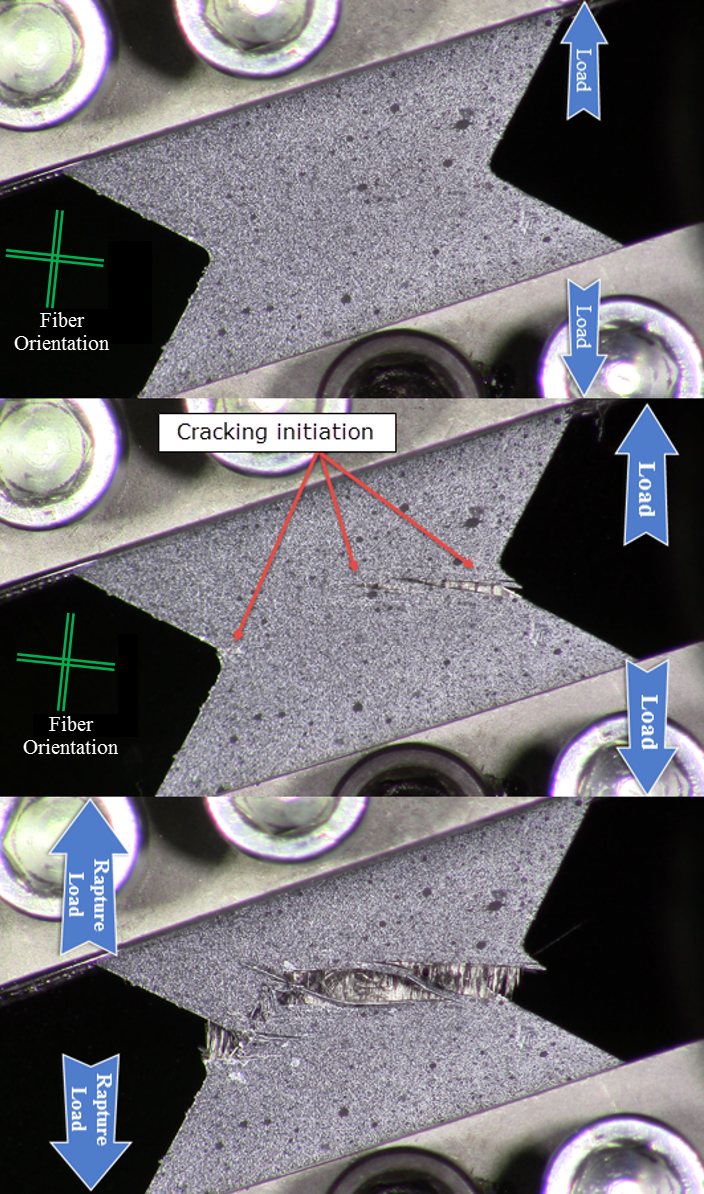 Load
Load
Fiber
Orientation
Cracking initiation
Load
Load
Fiber
Orientation
Rapture
Load
Rapture
Load